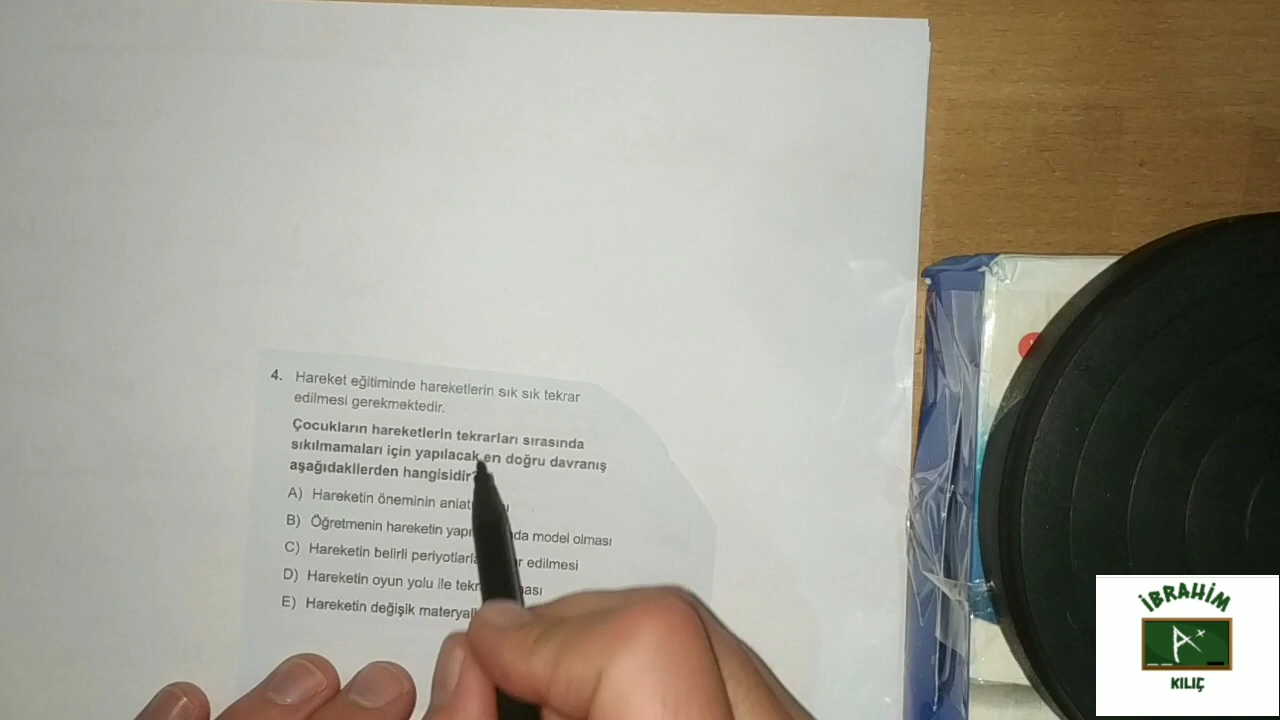 4. Hareket eğitiminde hareketlerin sık sık tekrar
edilmesi gerekmektedir.
Çocukların hareketlerin tekrarları sırasında
sıkılmamaları için yapılacak en doğru davranış
aşağıdakilerden hangisidir?
A) Hareketin öneminin
B) Öğretmenin hareketin model olması
C) Hareketin belirli edilmesi
D) Hareketin oyun yolu ile
E) Hareketin değişik
İBRAHİM
A+
KILIÇ